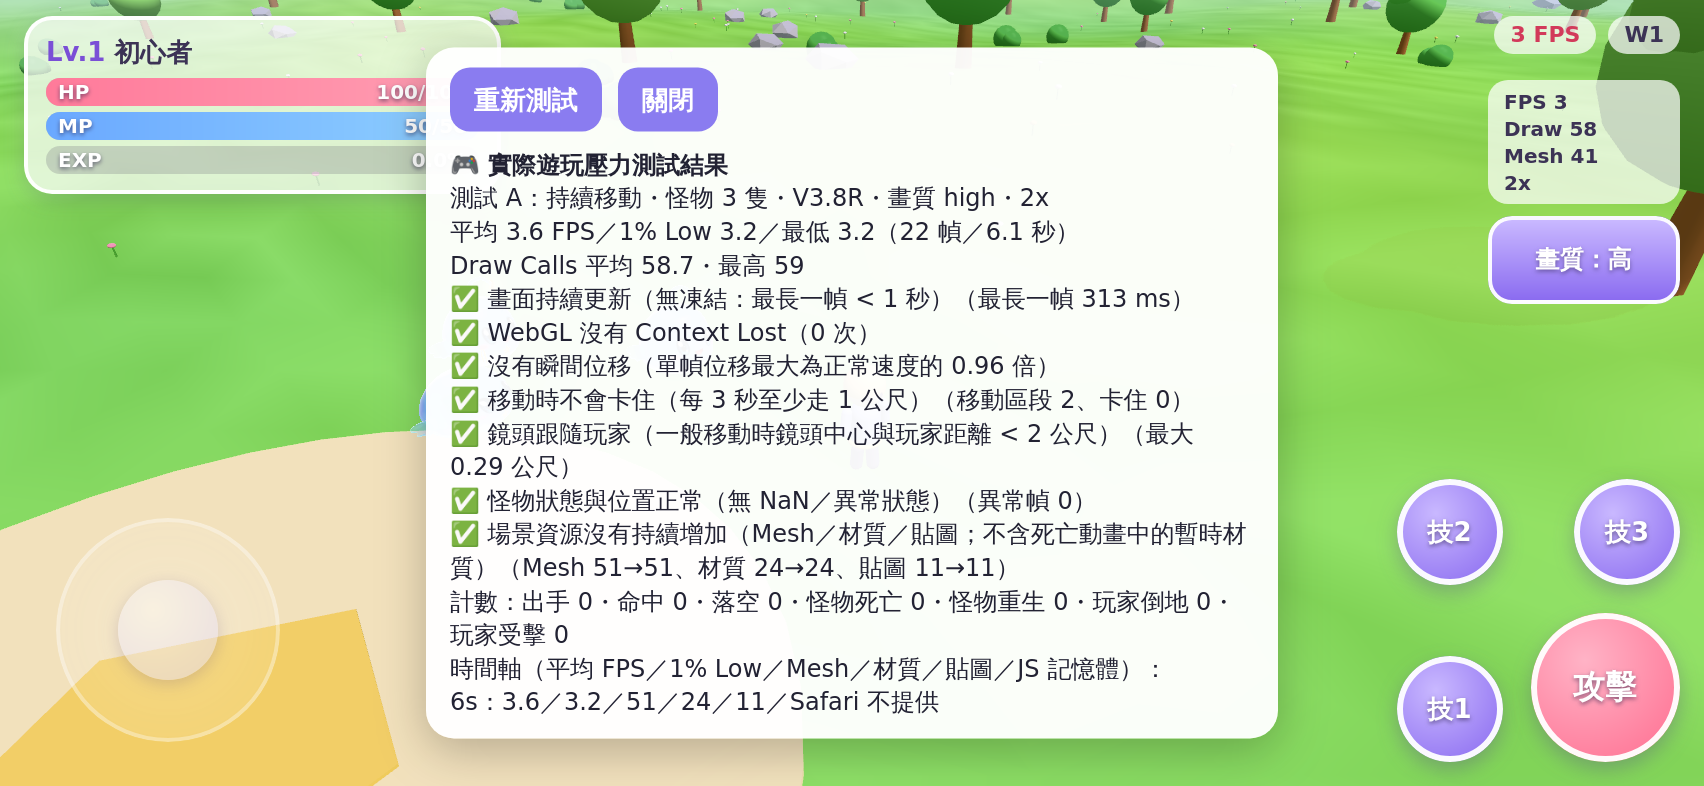 Lv.1 初心者
HP 100/
MP 50
EXP 0
重新測試
關閉
🎮 實際遊玩壓力測試結果
測試 A：持續移動・怪物 3 隻・V3.8R・畫質 high・2x
平均 3.6 FPS／1% Low 3.2／最低 3.2（22 幀／6.1 秒）
Draw Calls 平均 58.7・最高 59
✅ 畫面持續更新（無凍結：最長一幀 < 1 秒）（最長一幀 313 ms）
✅ WebGL 沒有 Context Lost（0 次）
✅ 沒有瞬間位移（單幀位移最大為正常速度的 0.96 倍）
✅ 移動時不會卡住（每 3 秒至少走 1 公尺）（移動區段 2、卡住 0）
✅ 鏡頭跟隨玩家（一般移動時鏡頭中心與玩家距離 < 2 公尺）（最大
0.29 公尺）
✅ 怪物狀態與位置正常（無 NaN／異常狀態）（異常幀 0）
✅ 場景資源沒有持續增加（Mesh／材質／貼圖；不含死亡動畫中的暫時材
質）（Mesh 51→51、材質 24→24、貼圖 11→11）
計數：出手 0・命中 0・落空 0・怪物死亡 0・怪物重生 0・玩家倒地 0・
玩家受擊 0
時間軸（平均 FPS／1% Low／Mesh／材質／貼圖／JS 記憶體）：
6s：3.6／3.2／51／24／11／Safari 不提供
3 FPS
W1
FPS 3
Draw 58
Mesh 41
2x
畫質：高
技2
技3
技1
攻擊